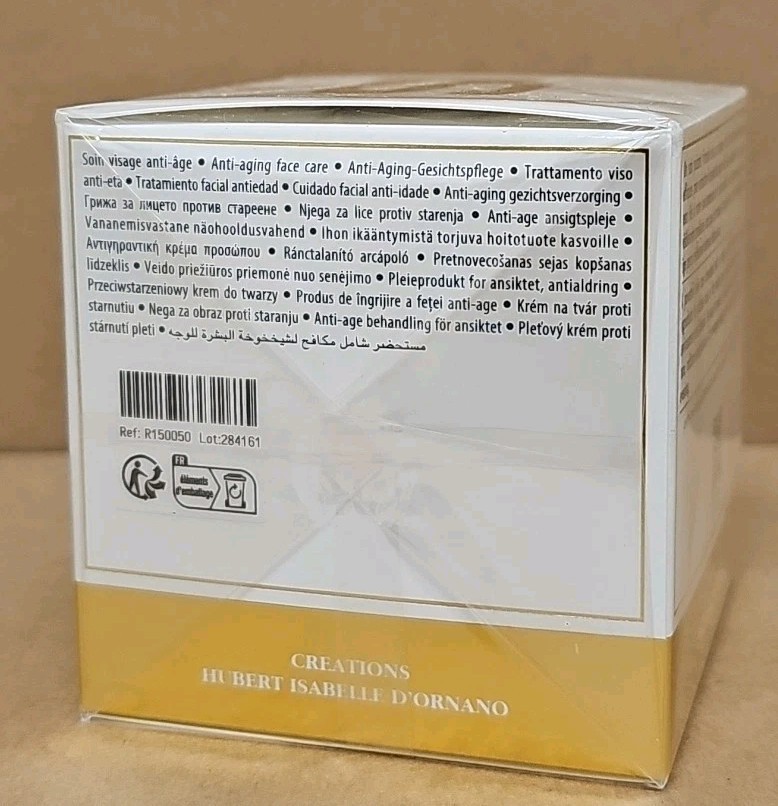 Soin visage anti-âge • Anti-aging face care • Anti-Aging-Gesichtspflege • Trattamento viso
anti-età • Tratamiento facial antiedad • Cuidado facial anti-idade • Anti-aging gezichtsverzorging •
Грижа за лицето против стареене • Njega za lice protiv starenja • Anti-age ansigtspleje •
Vananemisvastane näohooldusvahend • Ihon ikääntymistä torjuva hoitotuote kasvoille •
Αντιγηραντική κρέμα προσώπου • Ránctalanító arcápoló • Pretnovecošanas sejas kopšanas
līdzeklis • Veido priežiūros priemonė nuo senėjimo • Pleieprodukt for ansiktet, antialdring •
Przeciwstarzeniowy krem do twarzy • Produs de îngrijire a feței anti-age • Krém na tvár proti
starnutiu • Nega za obraz proti staranju • Anti-age behandling för ansiktet • Pleťový krém proti
stárnutí pleti • مستحضر شامل مكافح لشيخوخة البشرة للوجه
Ref: R150050 Lot:284161
FR
éléments
d'emballage
CREATIONS
HUBERT ISABELLE D'ORNANO